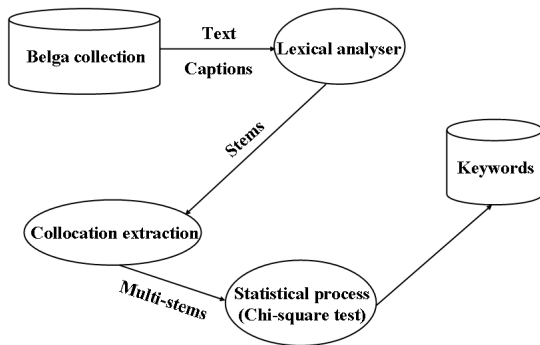 Belga collection
Text
Captions
Lexical analyser
Stems
Keywords
Collocation extraction
Multi-stems
Statistical process
(Chi-square test)